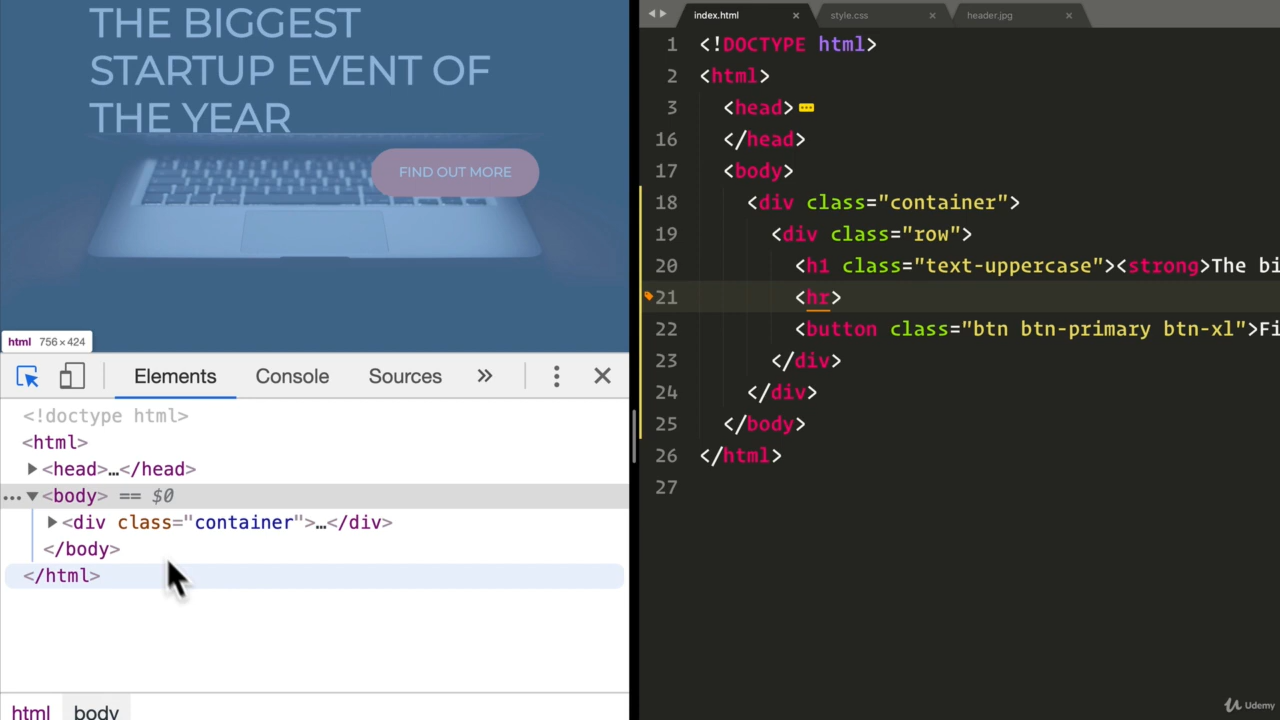 THE BIGGEST
STARTUP EVENT OF
THE YEAR
FIND OUT MORE
html 756 × 424
Elements Console Sources »
<!doctype html>
<html>
<head>…</head>
<body> == $0
<div class="container">…</div>
</body>
</html>
html body
index.html × style.css × header.jpg ×
1 <!DOCTYPE html>
2 <html>
3 <head>
16 </head>
17 <body>
18 <div class="container">
19 <div class="row">
20 <h1 class="text-uppercase"><strong>The bi
21 <hr>
22 <button class="btn btn-primary btn-xl">Fi
23 </div>
24 </div>
25 </body>
26 </html>
27
Udemy